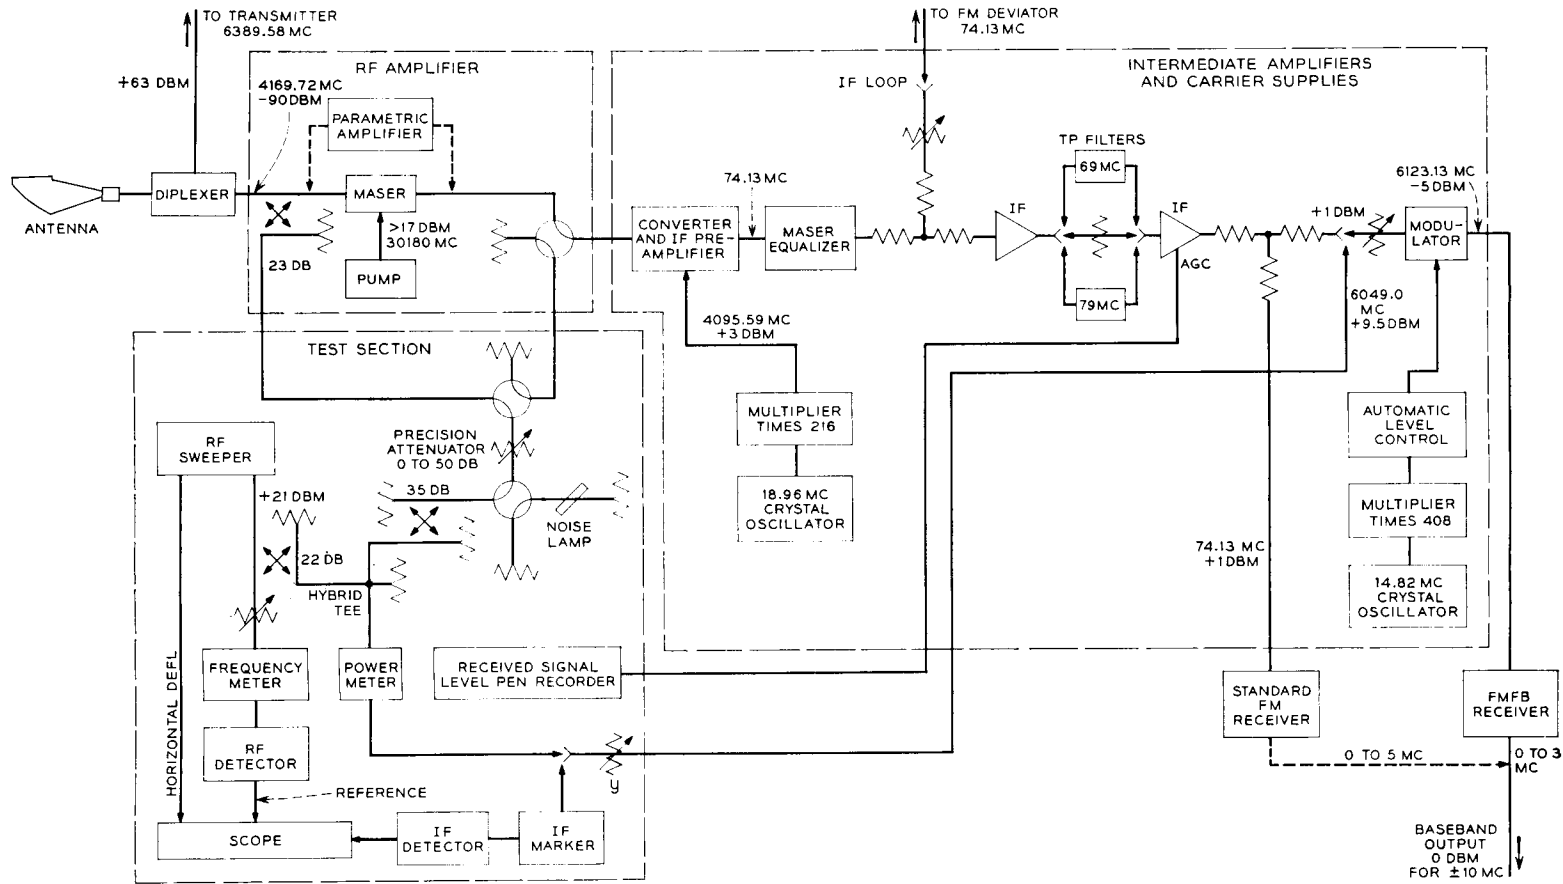 TO TRANSMITTER
6389.58 MC
TO FM DEVIATOR
74.13 MC
+63 DBM
RF AMPLIFIER
INTERMEDIATE AMPLIFIERS
AND CARRIER SUPPLIES
4169.72 MC
-90DBM
IF LOOP
PARAMETRIC
AMPLIFIER
TP FILTERS
69 MC
DIPLEXER
MASER
ANTENNA
>17 DBM
30180 MC
PUMP
23 DB
74.13 MC
CONVERTER
AND IF PRE-
AMPLIFIER
MASER
EQUALIZER
IF
IF
AGC
79 MC
+1 DBM
6123.13 MC
-5 DBM
MODU-
LATOR
6049.0
MC
+9.5 DBM
4095.59 MC
+3 DBM
TEST SECTION
MULTIPLIER
TIMES 216
18.96 MC
CRYSTAL
OSCILLATOR
AUTOMATIC
LEVEL
CONTROL
MULTIPLIER
TIMES 408
14.82 MC
CRYSTAL
OSCILLATOR
RF
SWEEPER
PRECISION
ATTENUATOR
0 TO 50 DB
+21 DBM
35 DB
NOISE
LAMP
22 DB
HYBRID
TEE
74.13 MC
+1DBM
HORIZONTAL DEFL
FREQUENCY
METER
POWER
METER
RECEIVED SIGNAL
LEVEL PEN RECORDER
STANDARD
FM
RECEIVER
FMFB
RECEIVER
RF
DETECTOR
REFERENCE
y
0 TO 5 MC
0 TO 3
MC
SCOPE
IF
DETECTOR
IF
MARKER
BASEBAND
OUTPUT
0 DBM
FOR ±10 MC